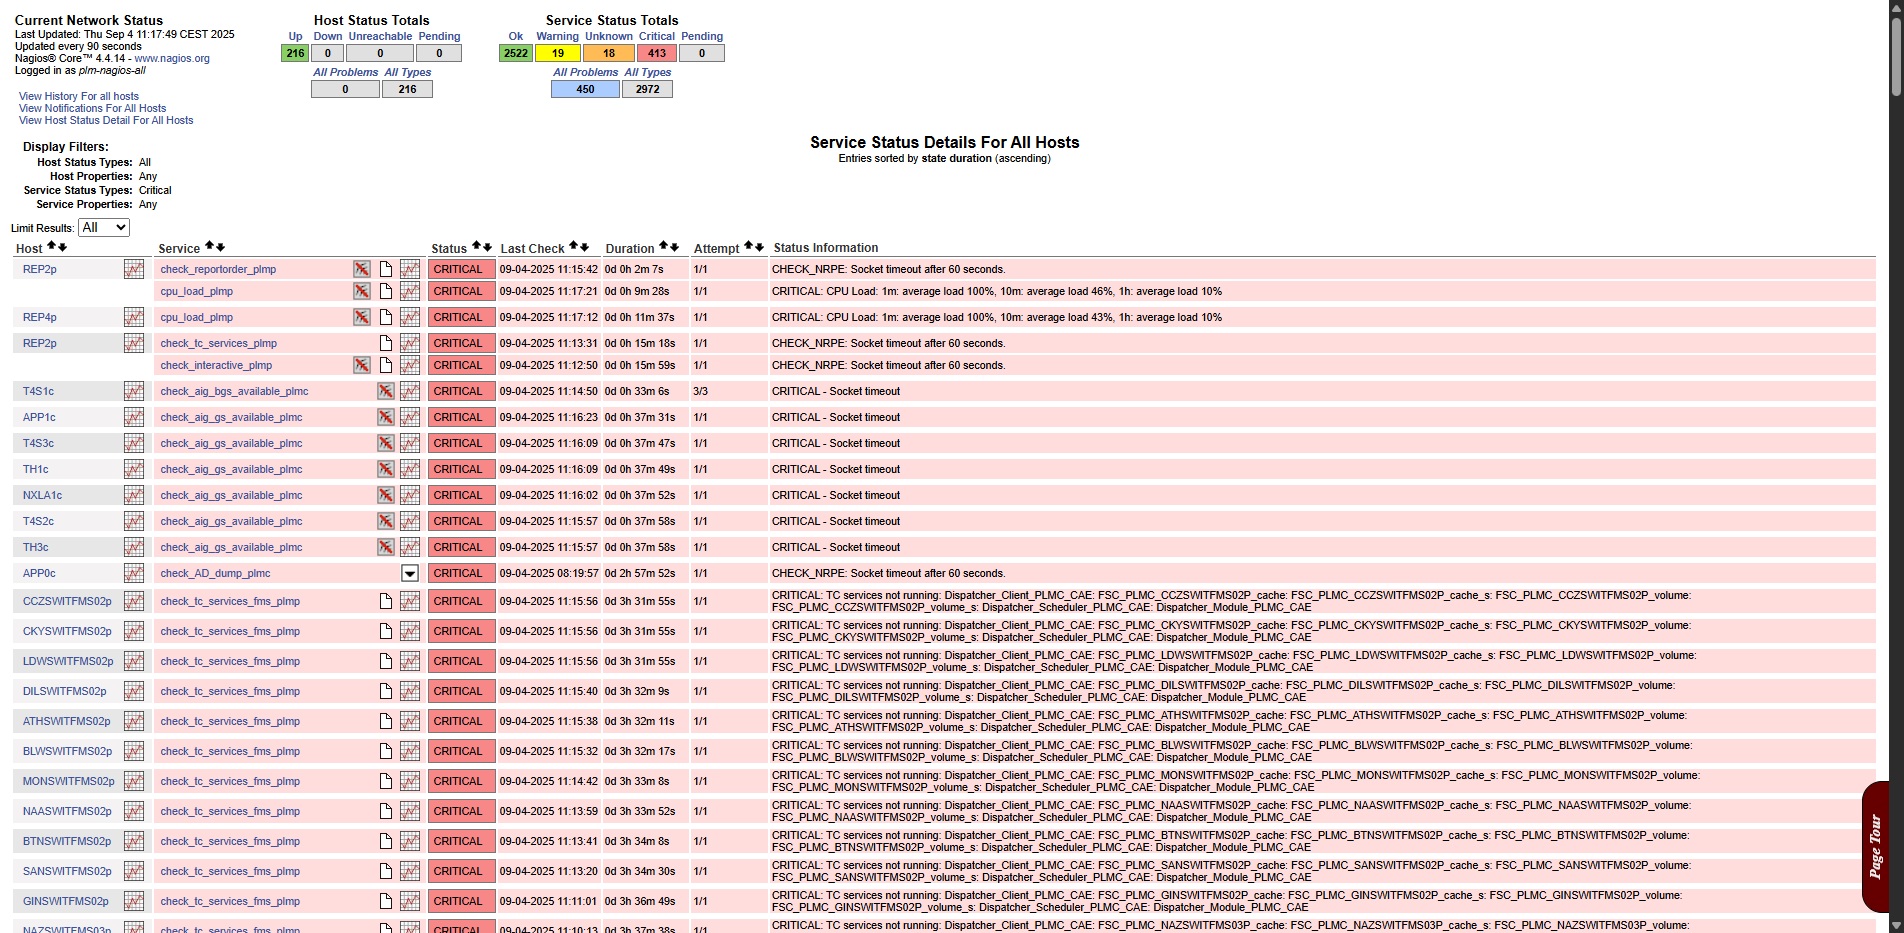 Current Network Status
Last Updated: Thu Sep 4 11:17:49 CEST 2025
Updated every 90 seconds
Nagios® Core™ 4.4.14 - www.nagios.org
Logged in as plm-nagios-all
View History For all hosts
View Notifications For All Hosts
View Host Status Detail For All Hosts
Host Status Totals
Up Down Unreachable Pending
216 0 0 0
All Problems All Types
0 216
Service Status Totals
Ok Warning Unknown Critical Pending
2522 19 18 413 0
All Problems All Types
450 2972
Display Filters:
Host Status Types: All
Host Properties: Any
Service Status Types: Critical
Service Properties: Any
Service Status Details For All Hosts
Entries sorted by state duration (ascending)
Limit Results: All
Host Service Status Last Check Duration Attempt Status Information
REP2p check_reportorder_plmp CRITICAL 09-04-2025 11:15:42 0d 0h 2m 7s 1/1 CHECK_NRPE: Socket timeout after 60 seconds.
cpu_load_plmp CRITICAL 09-04-2025 11:17:21 0d 0h 9m 28s 1/1 CRITICAL: CPU Load: 1m: average load 100%, 10m: average load 46%, 1h: average load 10%
REP4p cpu_load_plmp CRITICAL 09-04-2025 11:17:12 0d 0h 11m 37s 1/1 CRITICAL: CPU Load: 1m: average load 100%, 10m: average load 43%, 1h: average load 10%
REP2p check_tc_services_plmp CRITICAL 09-04-2025 11:13:31 0d 0h 15m 18s 1/1 CHECK_NRPE: Socket timeout after 60 seconds.
check_interactive_plmp CRITICAL 09-04-2025 11:12:50 0d 0h 15m 59s 1/1 CHECK_NRPE: Socket timeout after 60 seconds.
T4S1c check_aig_bgs_available_plmc CRITICAL 09-04-2025 11:14:50 0d 0h 33m 6s 3/3 CRITICAL - Socket timeout
APP1c check_aig_gs_available_plmc CRITICAL 09-04-2025 11:16:23 0d 0h 37m 31s 1/1 CRITICAL - Socket timeout
T4S3c check_aig_gs_available_plmc CRITICAL 09-04-2025 11:16:09 0d 0h 37m 47s 1/1 CRITICAL - Socket timeout
TH1c check_aig_gs_available_plmc CRITICAL 09-04-2025 11:16:09 0d 0h 37m 49s 1/1 CRITICAL - Socket timeout
NXLA1c check_aig_gs_available_plmc CRITICAL 09-04-2025 11:16:02 0d 0h 37m 52s 1/1 CRITICAL - Socket timeout
T4S2c check_aig_gs_available_plmc CRITICAL 09-04-2025 11:15:57 0d 0h 37m 58s 1/1 CRITICAL - Socket timeout
TH3c check_aig_gs_available_plmc CRITICAL 09-04-2025 11:15:57 0d 0h 37m 58s 1/1 CRITICAL - Socket timeout
APP0c check_AD_dump_plmc CRITICAL 09-04-2025 08:19:57 0d 2h 57m 52s 1/1 CHECK_NRPE: Socket timeout after 60 seconds.
CCZSWITFMS02p check_tc_services_fms_plmp CRITICAL 09-04-2025 11:15:56 0d 3h 31m 55s 1/1 CRITICAL: TC services not running: Dispatcher_Client_PLMC_CAE: FSC_PLMC_CCZSWITFMS02P_cache: FSC_PLMC_CCZSWITFMS02P_cache_s: FSC_PLMC_CCZSWITFMS02P_volume:
FSC_PLMC_CCZSWITFMS02P_volume_s: Dispatcher_Scheduler_PLMC_CAE: Dispatcher_Module_PLMC_CAE
CKYSWITFMS02p check_tc_services_fms_plmp CRITICAL 09-04-2025 11:15:56 0d 3h 31m 55s 1/1 CRITICAL: TC services not running: Dispatcher_Client_PLMC_CAE: FSC_PLMC_CKYSWITFMS02P_cache: FSC_PLMC_CKYSWITFMS02P_cache_s: FSC_PLMC_CKYSWITFMS02P_volume:
FSC_PLMC_CKYSWITFMS02P_volume_s: Dispatcher_Scheduler_PLMC_CAE: Dispatcher_Module_PLMC_CAE
LDWSWITFMS02p check_tc_services_fms_plmp CRITICAL 09-04-2025 11:15:56 0d 3h 31m 55s 1/1 CRITICAL: TC services not running: Dispatcher_Client_PLMC_CAE: FSC_PLMC_LDWSWITFMS02P_cache: FSC_PLMC_LDWSWITFMS02P_cache_s: FSC_PLMC_LDWSWITFMS02P_volume:
FSC_PLMC_LDWSWITFMS02P_volume_s: Dispatcher_Scheduler_PLMC_CAE: Dispatcher_Module_PLMC_CAE
DILSWITFMS02p check_tc_services_fms_plmp CRITICAL 09-04-2025 11:15:40 0d 3h 32m 9s 1/1 CRITICAL: TC services not running: Dispatcher_Client_PLMC_CAE: FSC_PLMC_DILSWITFMS02P_cache: FSC_PLMC_DILSWITFMS02P_cache_s: FSC_PLMC_DILSWITFMS02P_volume:
FSC_PLMC_DILSWITFMS02P_volume_s: Dispatcher_Scheduler_PLMC_CAE: Dispatcher_Module_PLMC_CAE
ATHSWITFMS02p check_tc_services_fms_plmp CRITICAL 09-04-2025 11:15:38 0d 3h 32m 11s 1/1 CRITICAL: TC services not running: Dispatcher_Client_PLMC_CAE: FSC_PLMC_ATHSWITFMS02P_cache: FSC_PLMC_ATHSWITFMS02P_cache_s: FSC_PLMC_ATHSWITFMS02P_volume:
FSC_PLMC_ATHSWITFMS02P_volume_s: Dispatcher_Scheduler_PLMC_CAE: Dispatcher_Module_PLMC_CAE
BLWSWITFMS02p check_tc_services_fms_plmp CRITICAL 09-04-2025 11:15:32 0d 3h 32m 17s 1/1 CRITICAL: TC services not running: Dispatcher_Client_PLMC_CAE: FSC_PLMC_BLWSWITFMS02P_cache: FSC_PLMC_BLWSWITFMS02P_cache_s: FSC_PLMC_BLWSWITFMS02P_volume:
FSC_PLMC_BLWSWITFMS02P_volume_s: Dispatcher_Scheduler_PLMC_CAE: Dispatcher_Module_PLMC_CAE
MONSWITFMS02p check_tc_services_fms_plmp CRITICAL 09-04-2025 11:14:42 0d 3h 33m 8s 1/1 CRITICAL: TC services not running: Dispatcher_Client_PLMC_CAE: FSC_PLMC_MONSWITFMS02P_cache: FSC_PLMC_MONSWITFMS02P_cache_s: FSC_PLMC_MONSWITFMS02P_volume:
FSC_PLMC_MONSWITFMS02P_volume_s: Dispatcher_Scheduler_PLMC_CAE: Dispatcher_Module_PLMC_CAE
NAASWITFMS02p check_tc_services_fms_plmp CRITICAL 09-04-2025 11:13:59 0d 3h 33m 52s 1/1 CRITICAL: TC services not running: Dispatcher_Client_PLMC_CAE: FSC_PLMC_NAASWITFMS02P_cache: FSC_PLMC_NAASWITFMS02P_cache_s: FSC_PLMC_NAASWITFMS02P_volume:
FSC_PLMC_NAASWITFMS02P_volume_s: Dispatcher_Scheduler_PLMC_CAE: Dispatcher_Module_PLMC_CAE
BTNSWITFMS02p check_tc_services_fms_plmp CRITICAL 09-04-2025 11:13:41 0d 3h 34m 8s 1/1 CRITICAL: TC services not running: Dispatcher_Client_PLMC_CAE: FSC_PLMC_BTNSWITFMS02P_cache: FSC_PLMC_BTNSWITFMS02P_cache_s: FSC_PLMC_BTNSWITFMS02P_volume:
FSC_PLMC_BTNSWITFMS02P_volume_s: Dispatcher_Scheduler_PLMC_CAE: Dispatcher_Module_PLMC_CAE
SANSWITFMS02p check_tc_services_fms_plmp CRITICAL 09-04-2025 11:13:20 0d 3h 34m 30s 1/1 CRITICAL: TC services not running: Dispatcher_Client_PLMC_CAE: FSC_PLMC_SANSWITFMS02P_cache: FSC_PLMC_SANSWITFMS02P_cache_s: FSC_PLMC_SANSWITFMS02P_volume:
FSC_PLMC_SANSWITFMS02P_volume_s: Dispatcher_Scheduler_PLMC_CAE: Dispatcher_Module_PLMC_CAE
GINSWITFMS02p check_tc_services_fms_plmp CRITICAL 09-04-2025 11:11:01 0d 3h 36m 49s 1/1 CRITICAL: TC services not running: Dispatcher_Client_PLMC_CAE: FSC_PLMC_GINSWITFMS02P_cache: FSC_PLMC_GINSWITFMS02P_cache_s: FSC_PLMC_GINSWITFMS02P_volume:
FSC_PLMC_GINSWITFMS02P_volume_s: Dispatcher_Scheduler_PLMC_CAE: Dispatcher_Module_PLMC_CAE
NAZSWITFMS03p check_tc_services_fms_plmp CRITICAL 09-04-2025 11:10:13 0d 3h 37m 38s 1/1 CRITICAL: TC services not running: Dispatcher_Client_PLMC_CAE: FSC_PLMC_NAZSWITFMS03P_cache: FSC_PLMC_NAZSWITFMS03P_cache_s: FSC_PLMC_NAZSWITFMS03P_volume:
Page Tour